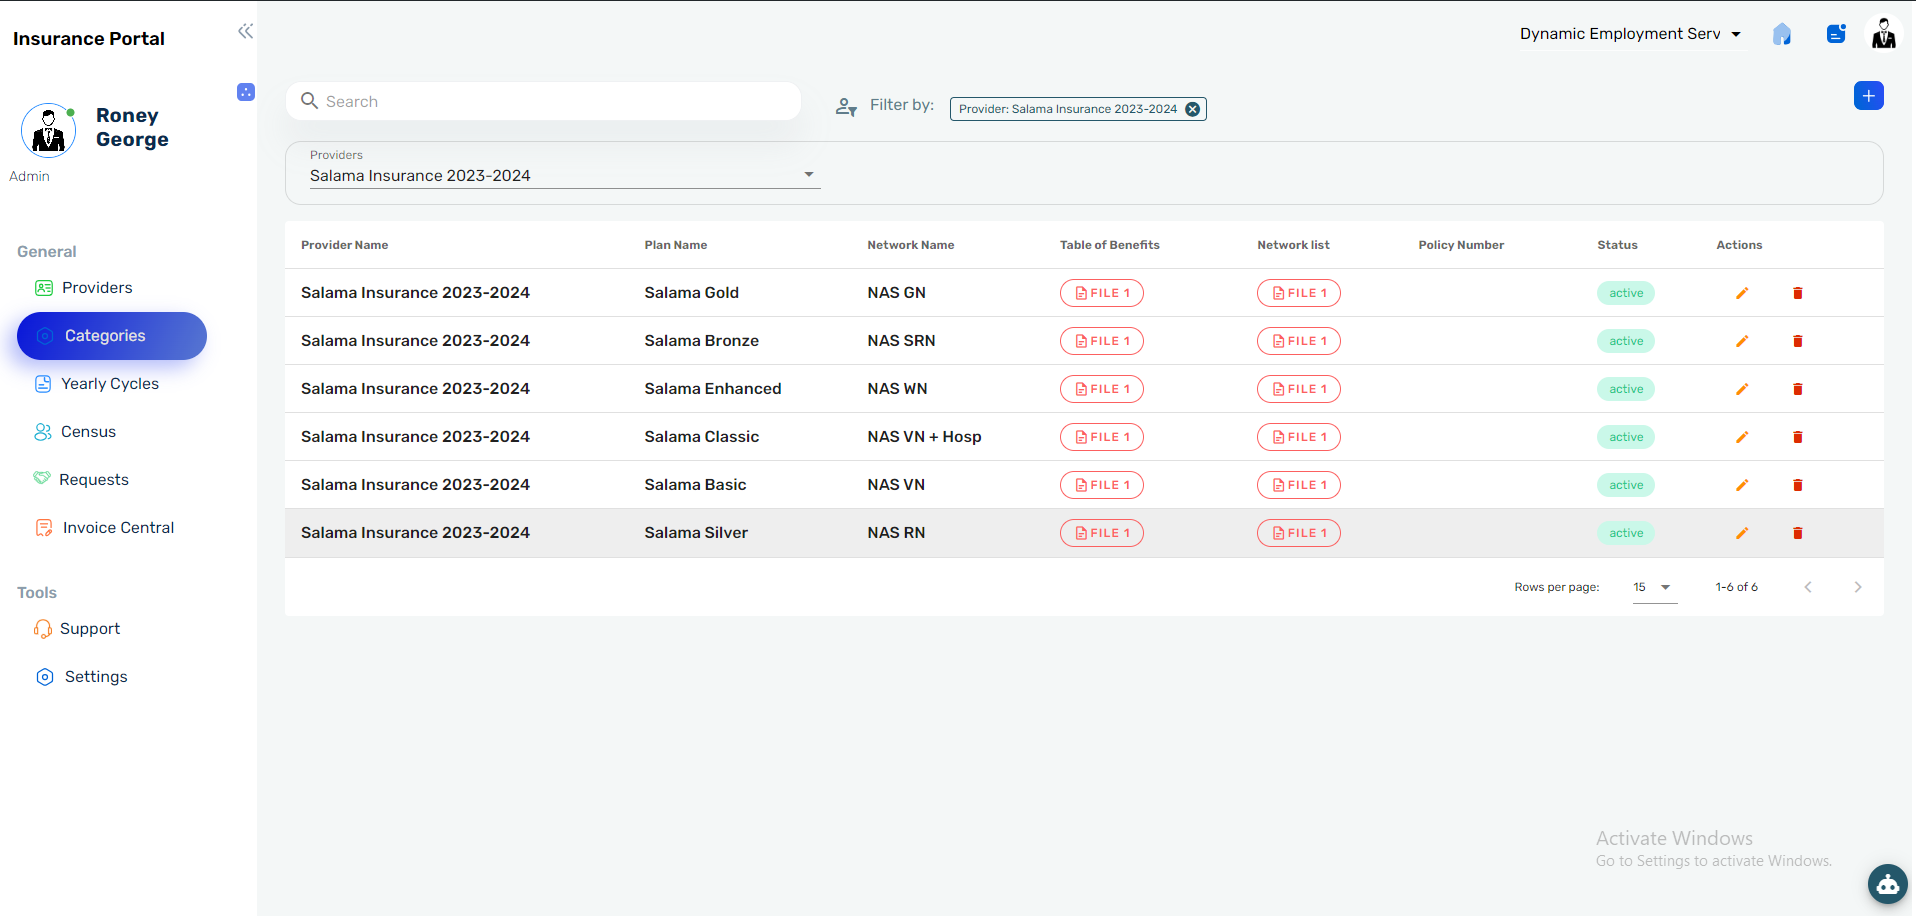 Insurance Portal
Dynamic Employment Serv
Roney
George
Admin
Search
Filter by:
Provider: Salama Insurance 2023-2024
Providers
Salama Insurance 2023-2024
General
Providers
Categories
Yearly Cycles
Census
Requests
Invoice Central
Tools
Support
Settings
Provider Name Plan Name Network Name Table of Benefits Network list Policy Number Status Actions
Salama Insurance 2023-2024 Salama Gold NAS GN FILE 1 FILE 1 active
Salama Insurance 2023-2024 Salama Bronze NAS SRN FILE 1 FILE 1 active
Salama Insurance 2023-2024 Salama Enhanced NAS WN FILE 1 FILE 1 active
Salama Insurance 2023-2024 Salama Classic NAS VN + Hosp FILE 1 FILE 1 active
Salama Insurance 2023-2024 Salama Basic NAS VN FILE 1 FILE 1 active
Salama Insurance 2023-2024 Salama Silver NAS RN FILE 1 FILE 1 active
Rows per page: 15 1-6 of 6
Activate Windows
Go to Settings to activate Windows.